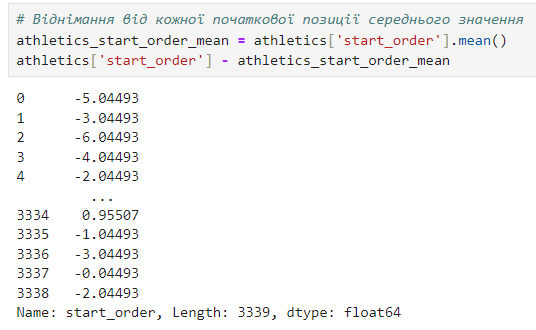 # Віднімання від кожної початкової позиції середнього значення
athletics_start_order_mean = athletics['start_order'].mean()
athletics['start_order'] - athletics_start_order_mean
0      -5.04493
1      -3.04493
2      -6.04493
3      -4.04493
4      -2.04493
         ...
3334    0.95507
3335   -1.04493
3336   -3.04493
3337   -0.04493
3338   -2.04493
Name: start_order, Length: 3339, dtype: float64